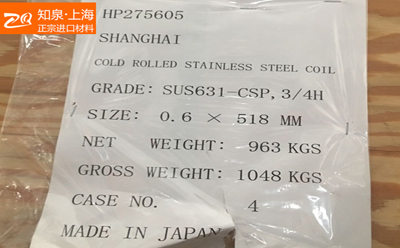 ZQ 知泉·上海
正宗进口材料
HP275605
SHANGHAI
COLD ROLLED STAINLESS STEEL COIL
GRADE: SUS631-CSP, 3/4H
SIZE: 0.6 × 518 MM
NET WEIGHT: 963 KGS
GROSS WEIGHT: 1048 KGS
CASE NO. 4
MADE IN JAPAN